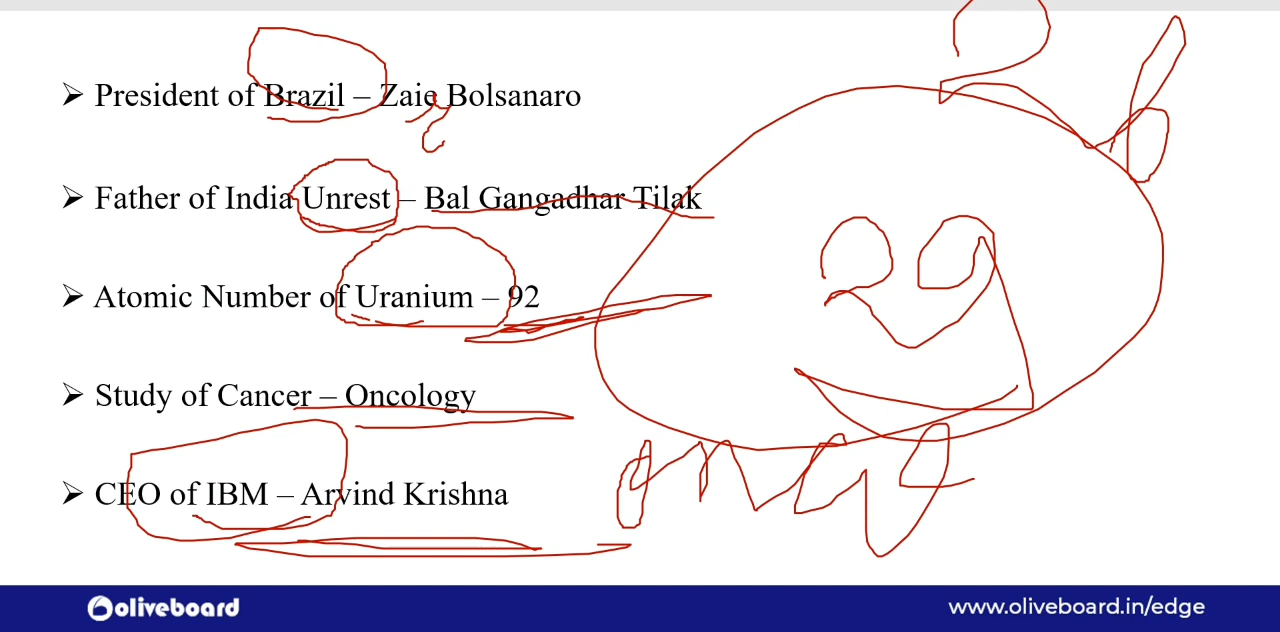 ➤ President of Brazil – Zaie Bolsanaro
➤ Father of India Unrest – Bal Gangadhar Tilak
➤ Atomic Number of Uranium – 92
➤ Study of Cancer – Oncology
➤ CEO of IBM – Arvind Krishna
oliveboard
www.oliveboard.in/edge